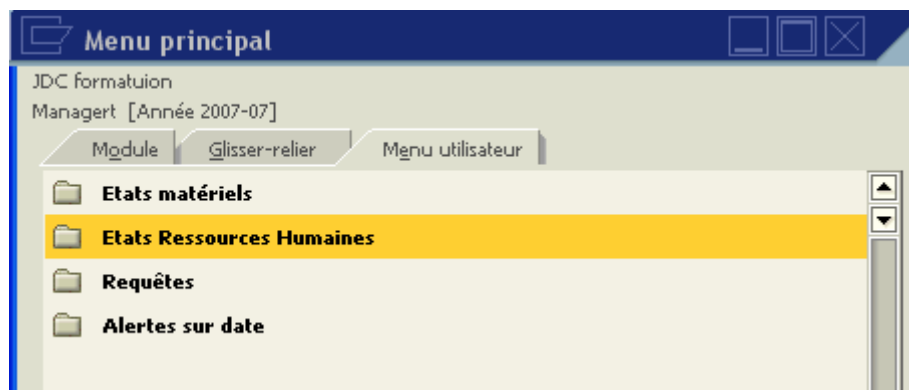 Menu principal
JDC formatuion
Managert [Année 2007-07]
Module Glisser-relier Menu utilisateur
Etats matériels
Etats Ressources Humaines
Requêtes
Alertes sur date